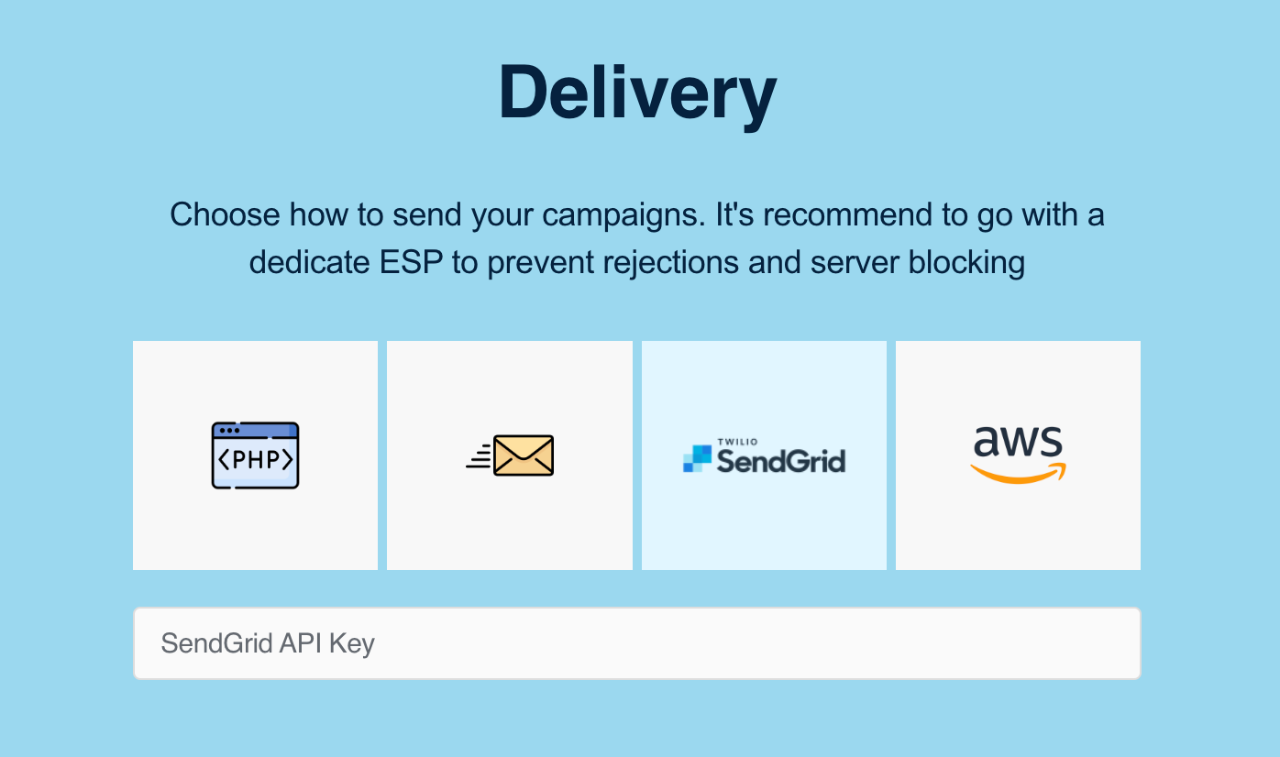 Delivery
Choose how to send your campaigns. It's recommend to go with a
dedicate ESP to prevent rejections and server blocking
<PHP>
TWILIO
SendGrid
aws
SendGrid API Key